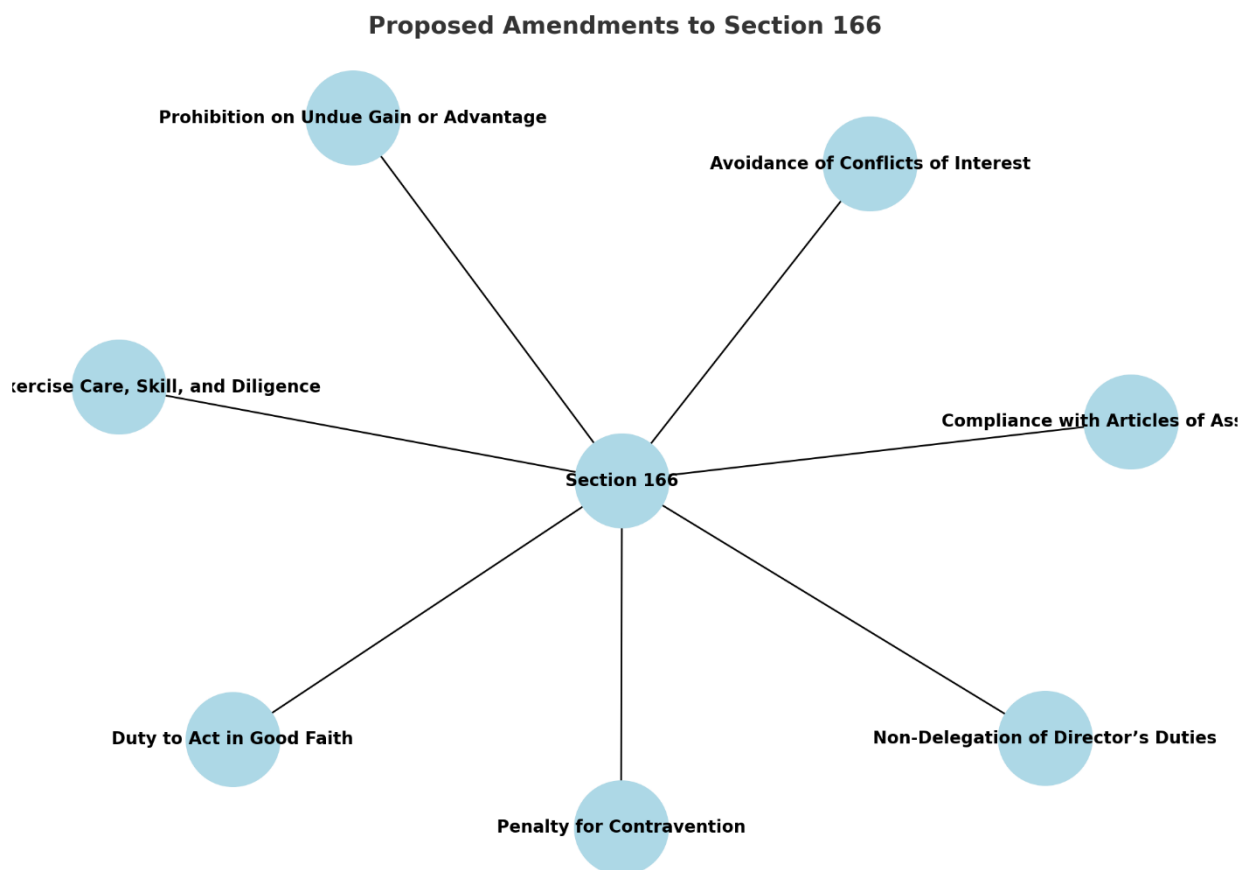 Proposed Amendments to Section 166
Prohibition on Undue Gain or Advantage
Avoidance of Conflicts of Interest
Care, Skill, and Diligence
Compliance with Articles of
Section 166
Duty to Act in Good Faith
Non-Delegation of Director’s Duties
Penalty for Contravention